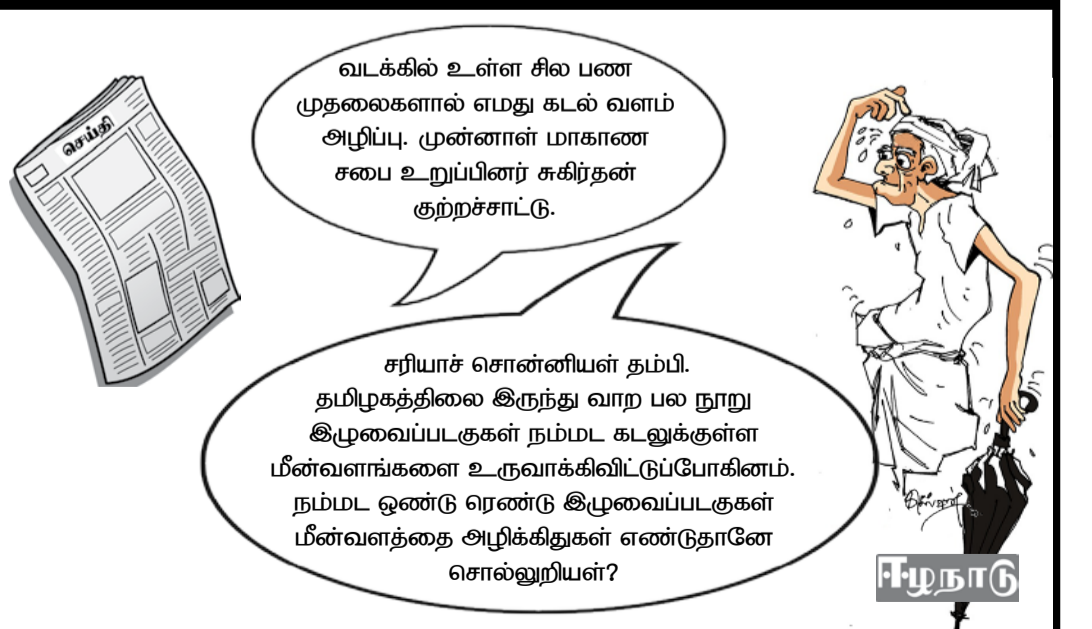 செய்தி
வடக்கில் உள்ள சில பண
முதலைகளால் எமது கடல் வளம்
அழிப்பு. முன்னாள் மாகாண
சபை உறுப்பினர் சுகிர்தன்
குற்றச்சாட்டு.
சரியாச் சொன்னியள் தம்பி.
தமிழகத்திலை இருந்து வாற பல நூறு
இழுவைப்படகுகள் நம்மட கடலுக்குள்ள
மீன்வளங்களை உருவாக்கிவிட்டுப்போகினம்.
நம்மட ஒண்டு ரெண்டு இழுவைப்படகுகள்
மீன்வளத்தை அழிக்கிதுகள் எண்டுதானே
சொல்லுறியள்?
ஈழநாடு